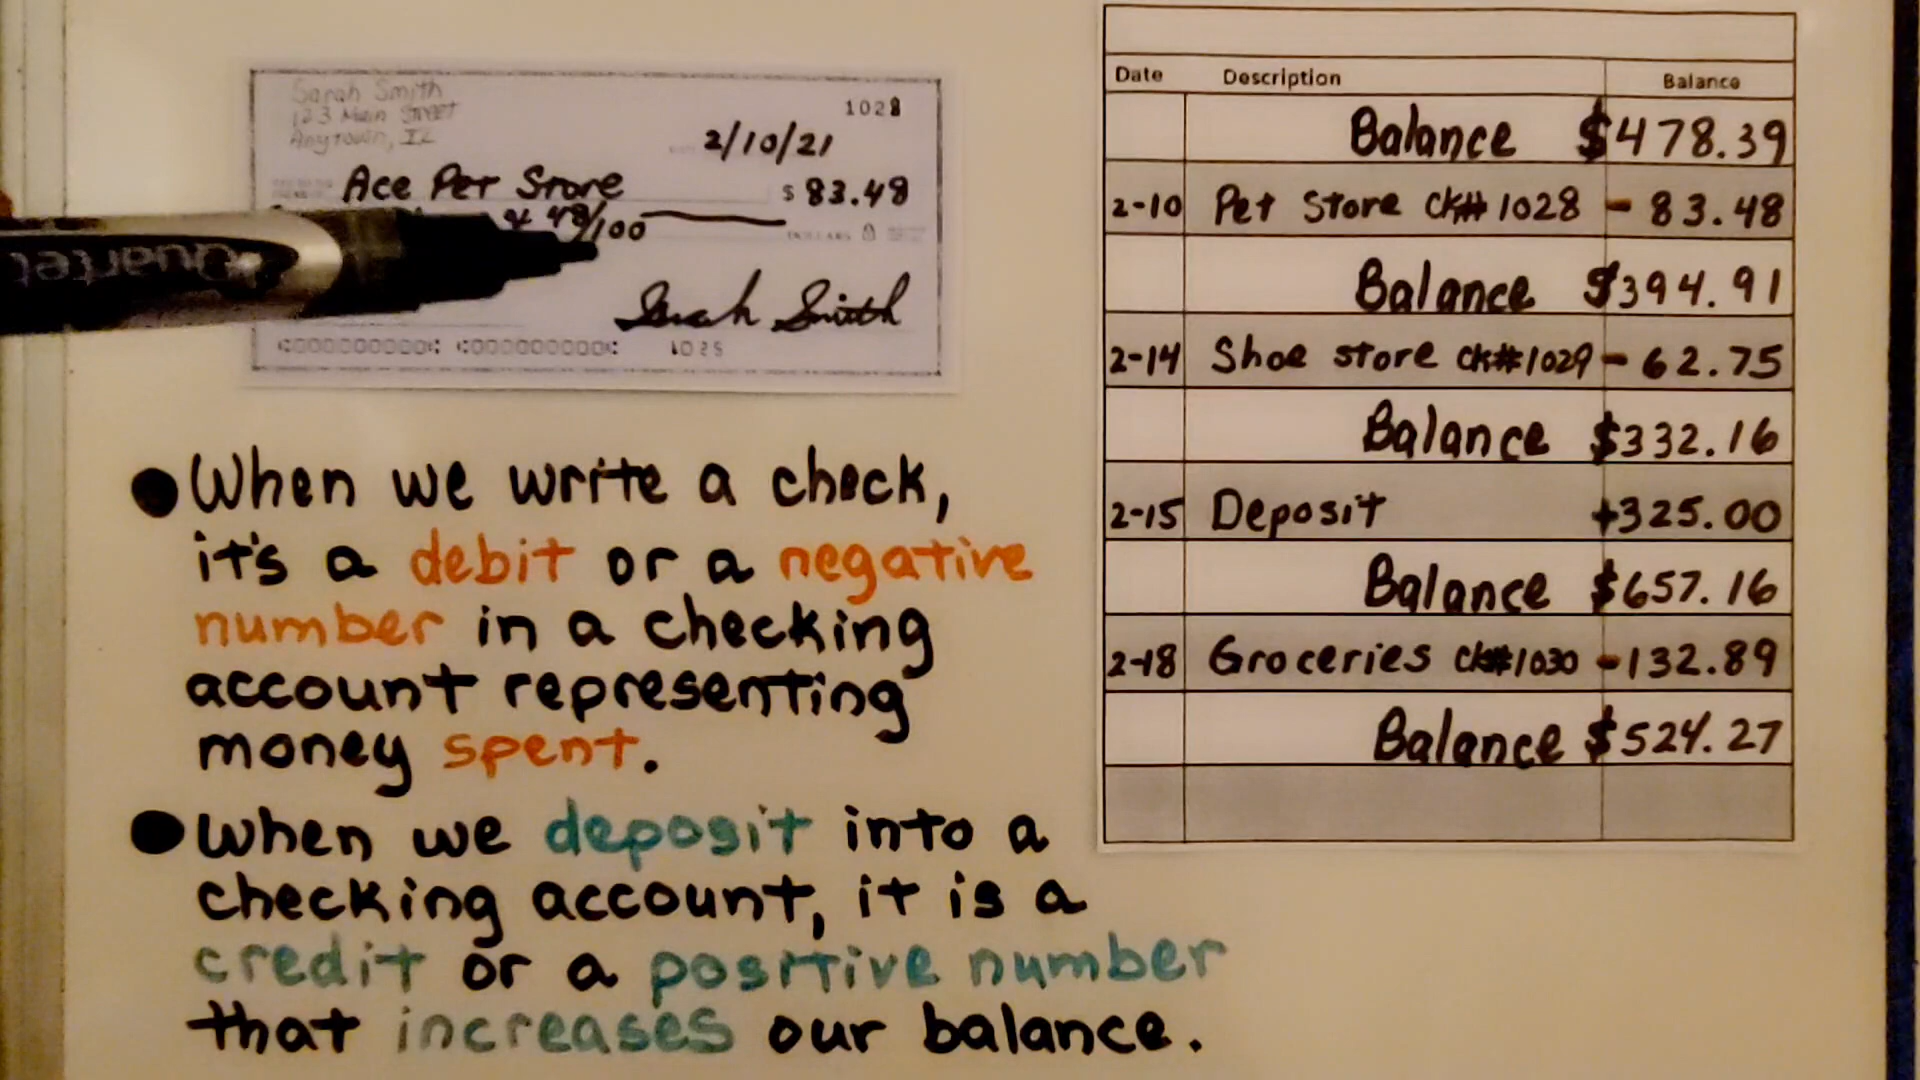 Sarah Smith
123 Main Street
Anytown, IL
1028
2/10/21
Ace Pet Store
$ 83.48
& 48/100
DOLLARS
Sarah Smith
1025
Quartet
Date Description Balance
Balance $478.39
2-10 Pet Store ck# 1028 - 83.48
Balance $394.91
2-14 Shoe store ck#1029 - 62.75
Balance $332.16
2-15 Deposit +325.00
Balance $657.16
2-18 Groceries ck#1030 -132.89
Balance $524.27
●When we write a check,
it's a debit or a negative
number in a checking
account representing
money spent.
●When we deposit into a
checking account, it is a
credit or a positive number
that increases our balance.